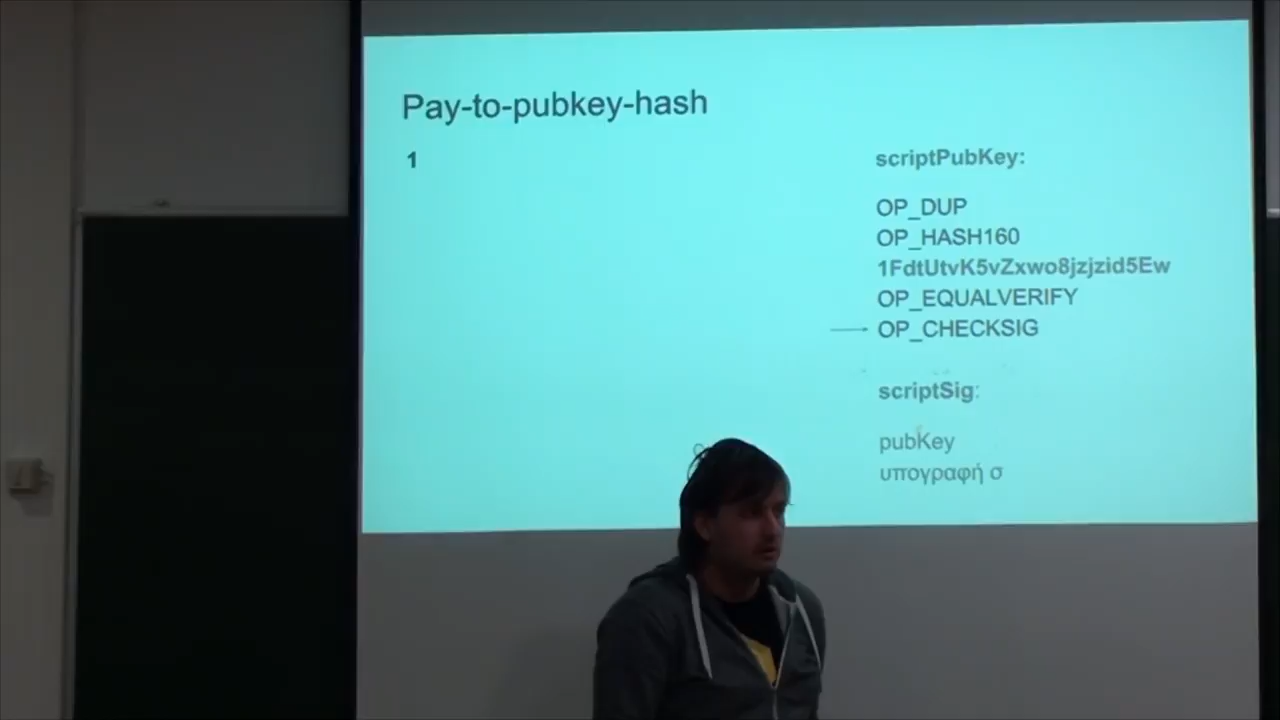 Pay-to-pubkey-hash
1
scriptPubKey:
OP_DUP
OP_HASH160
1FdtUtvK5vZxwo8jzjzid5Ew
OP_EQUALVERIFY
OP_CHECKSIG
scriptSig:
pubKey
υπογραφή σ